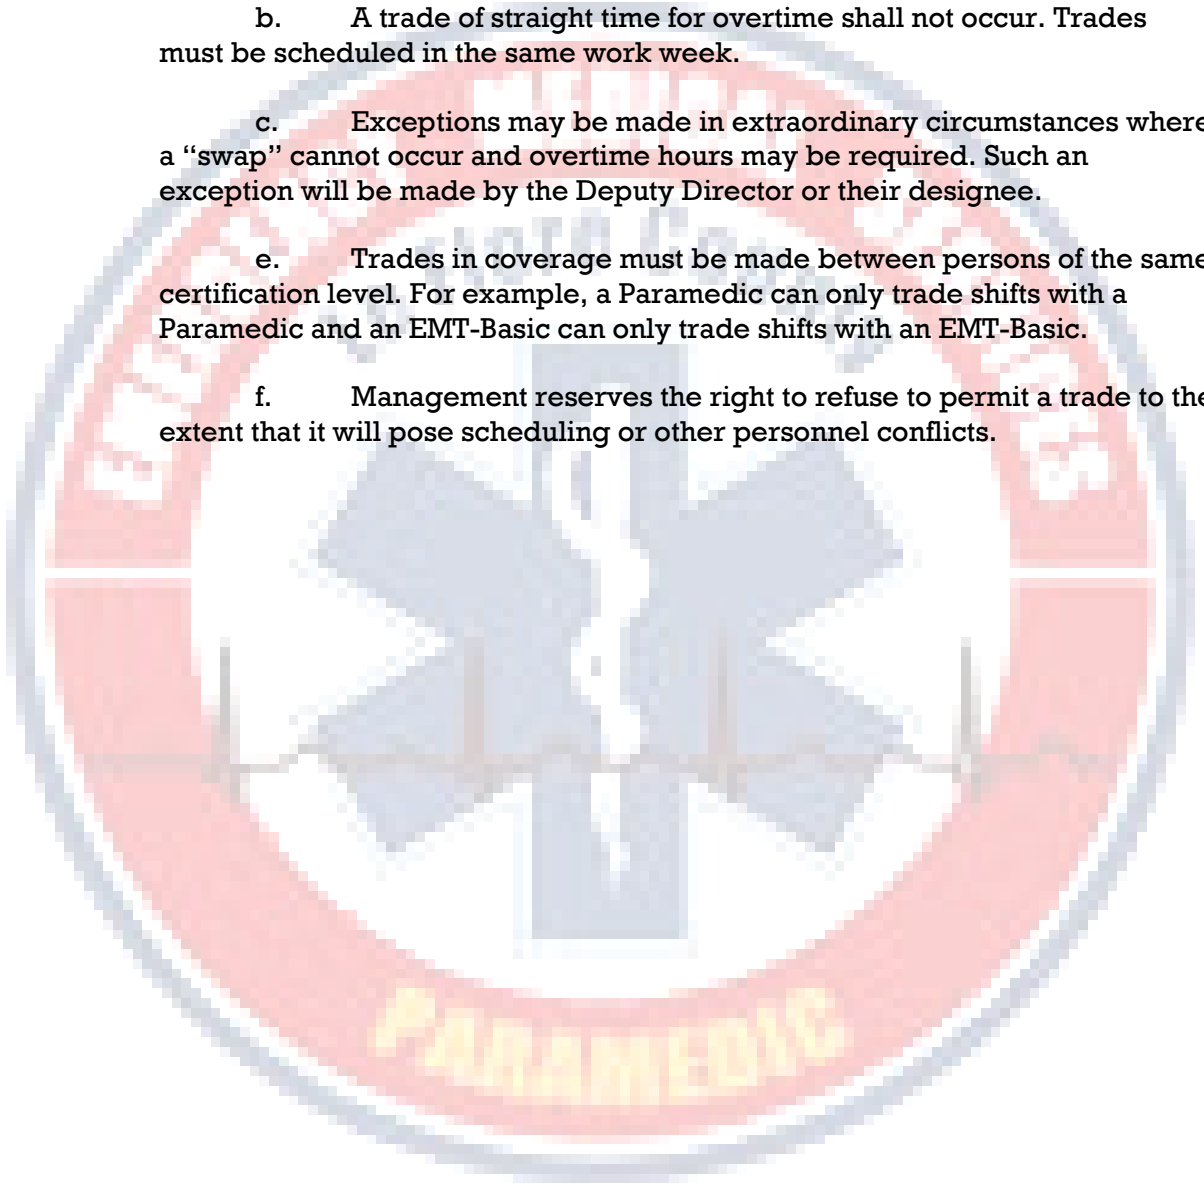 b. A trade of straight time for overtime shall not occur. Trades
must be scheduled in the same work week.
c. Exceptions may be made in extraordinary circumstances where
a “swap” cannot occur and overtime hours may be required. Such an
exception will be made by the Deputy Director or their designee.
e. Trades in coverage must be made between persons of the same
certification level. For example, a Paramedic can only trade shifts with a
Paramedic and an EMT-Basic can only trade shifts with an EMT-Basic.
f. Management reserves the right to refuse to permit a trade to the
extent that it will pose scheduling or other personnel conflicts.
EMERGENCY MEDICAL SERVICES
PARAMEDIC